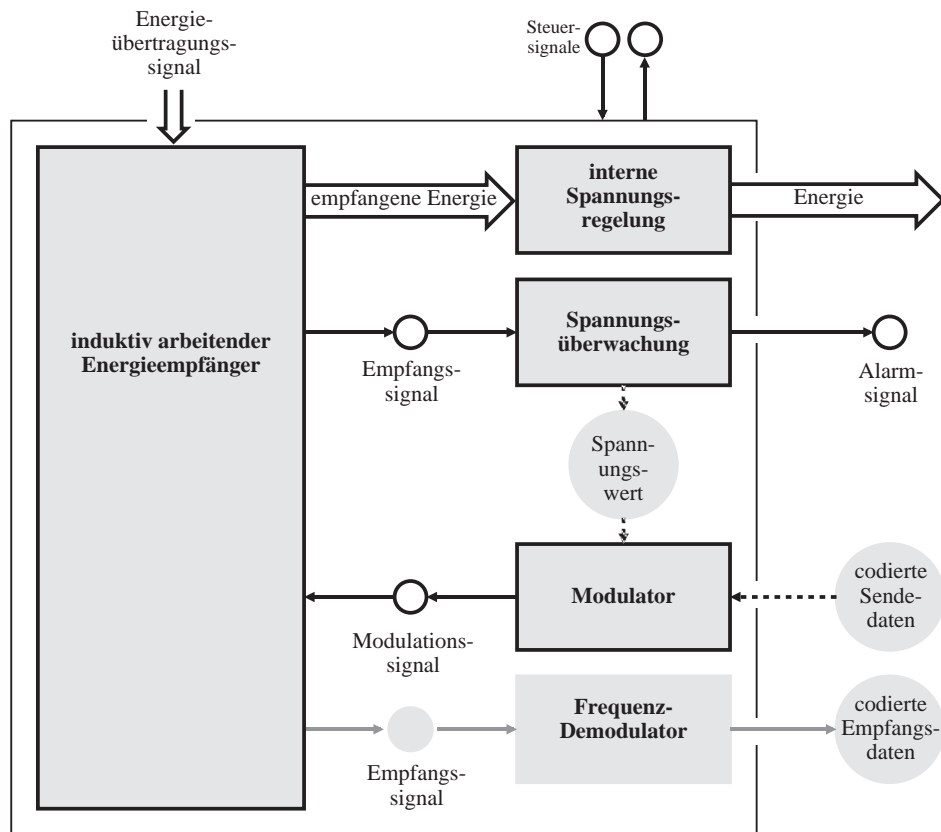 Energie-
übertragungs-
signal
Steuer-
signale
empfangene Energie
interne
Spannungs-
regelung
Energie
induktiv arbeitender
Energieempfänger
Empfangs-
signal
Spannungs-
überwachung
Alarm-
signal
Spann-
ungs-
wert
Modulations-
signal
Modulator
codierte
Sende-
daten
Empfangs-
signal
Frequenz-
Demodulator
codierte
Empfangs-
daten